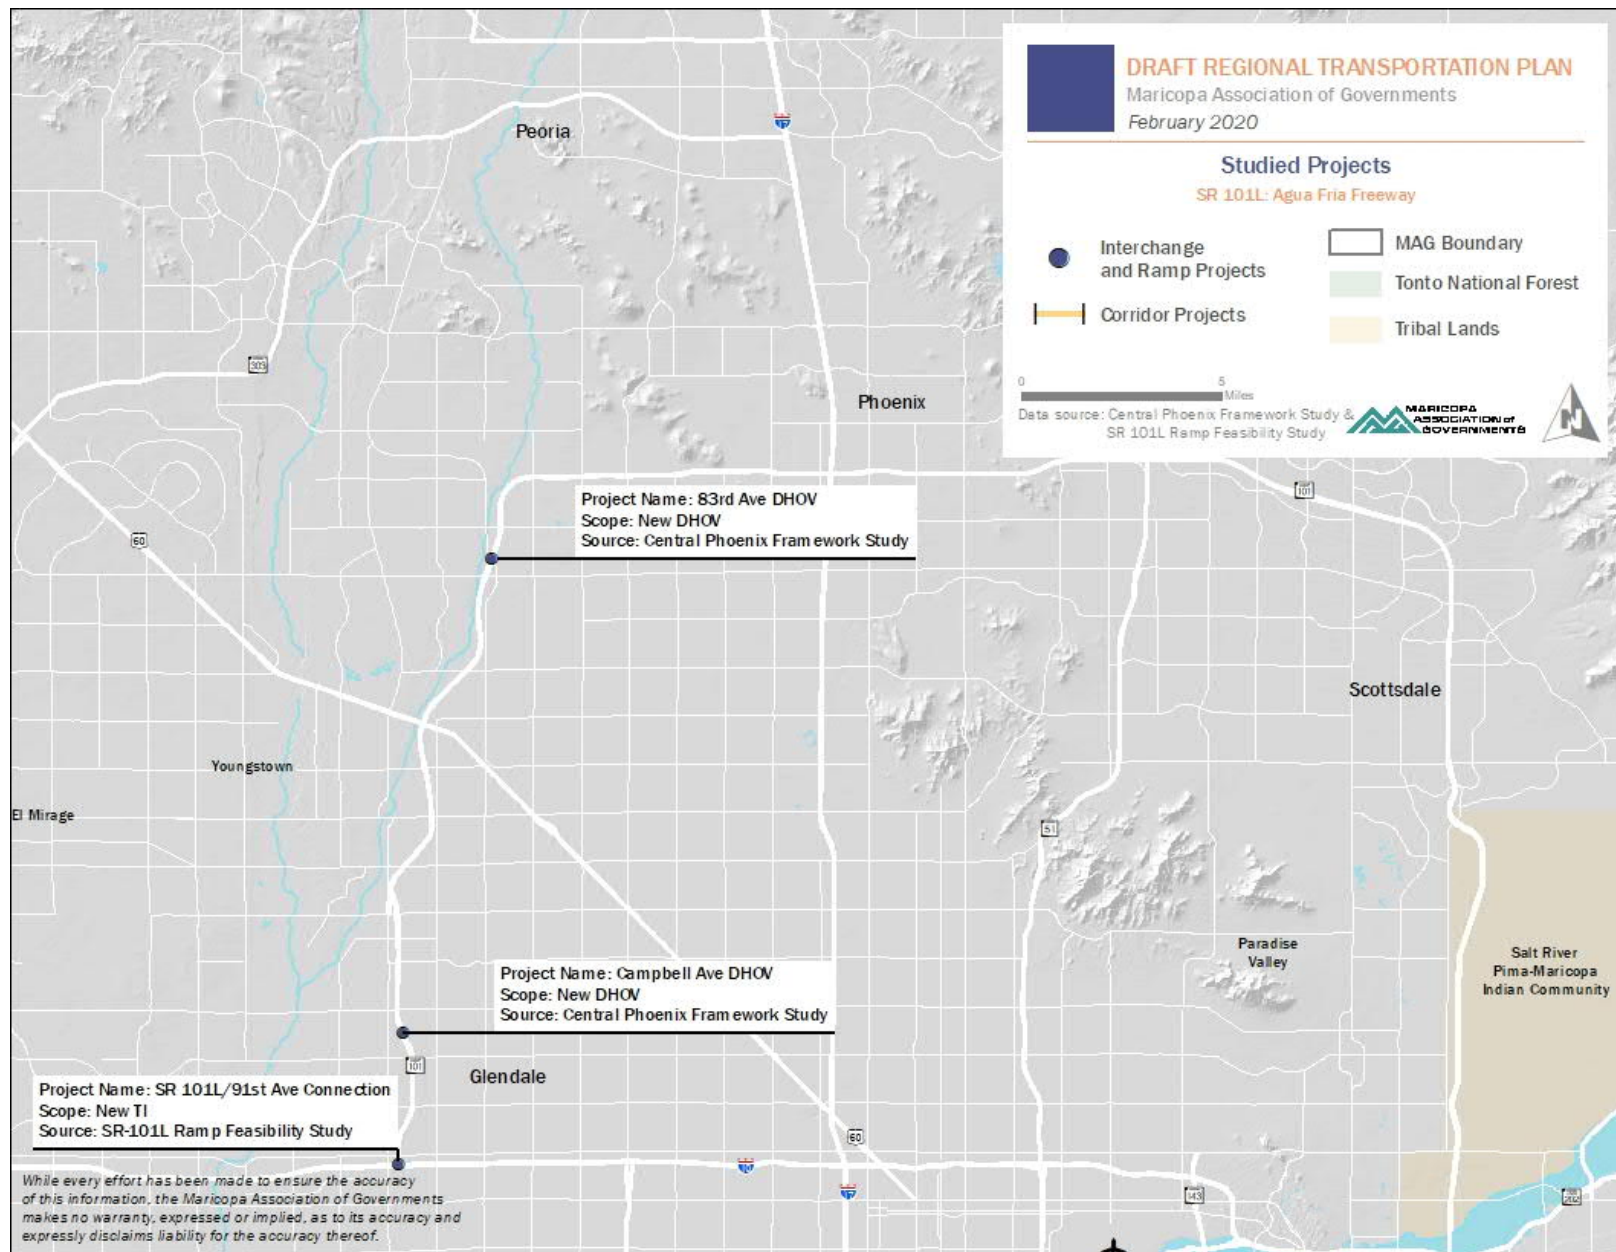 DRAFT REGIONAL TRANSPORTATION PLAN
Maricopa Association of Governments
February 2020
Studied Projects
SR 101L: Agua Fria Freeway
Interchange
and Ramp Projects
Corridor Projects
MAG Boundary
Tonto National Forest
Tribal Lands
0 5
Miles
Data source: Central Phoenix Framework Study &
SR 101L Ramp Feasibility Study
MARICOPA
ASSOCIATION of
GOVERNMENTS
N
Peoria
17
303
Phoenix
101
60
Project Name: 83rd Ave DHOV
Scope: New DHOV
Source: Central Phoenix Framework Study
Scottsdale
Youngstown
El Mirage
51
Paradise
Valley
Salt River
Pima-Maricopa
Indian Community
Project Name: Campbell Ave DHOV
Scope: New DHOV
Source: Central Phoenix Framework Study
101
Glendale
Project Name: SR 101L/91st Ave Connection
Scope: New TI
Source: SR-101L Ramp Feasibility Study
60
10
17
143
202
While every effort has been made to ensure the accuracy
of this information, the Maricopa Association of Governments
makes no warranty, expressed or implied, as to its accuracy and
expressly disclaims liability for the accuracy thereof.